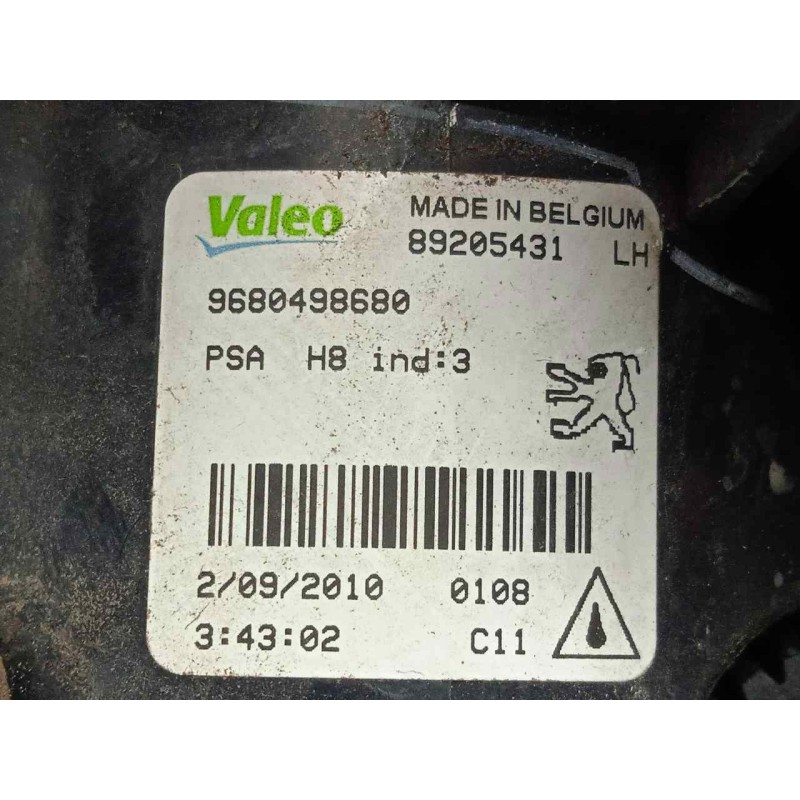 Valeo
MADE IN BELGIUM
89205431 LH
9680498680
PSA H8 ind:3
2/09/2010 0108
3:43:02 C11